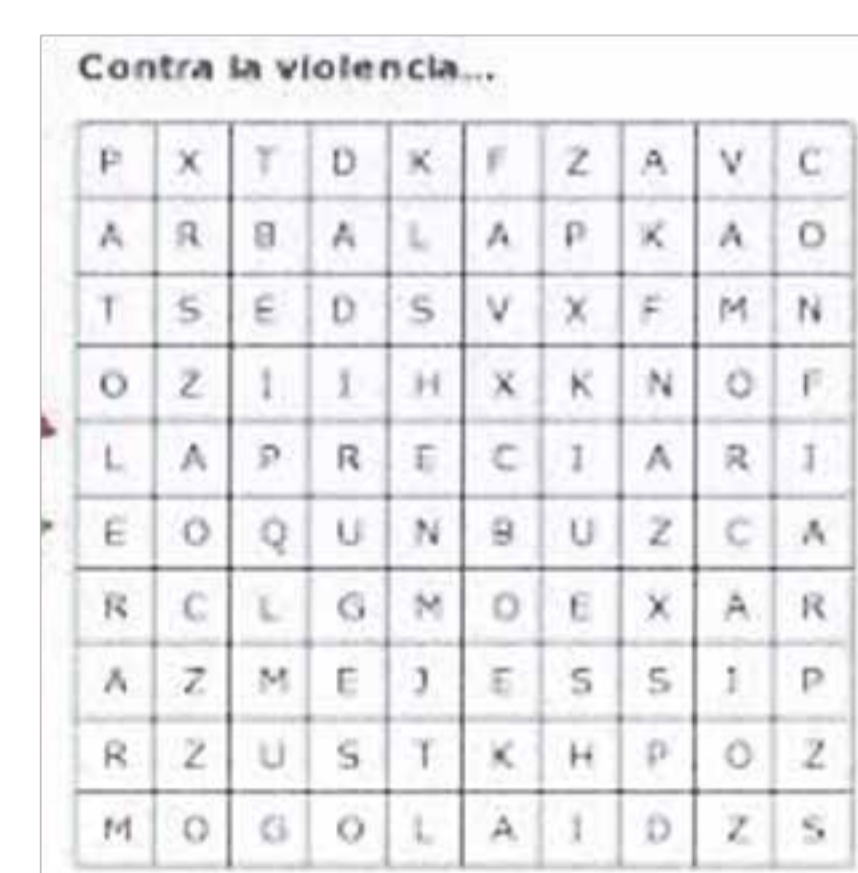 Contra la violencia...
P X T D K F Z A V C
A R B A L A P K A O
T S E D S V X F M N
O Z I I H X K N O F
L A P R E C I A R I
E O Q U N B U Z C A
R C L G M O E X A R
A Z M E J E S S I P
R Z U S T K H P O Z
M O G O L A I D Z S